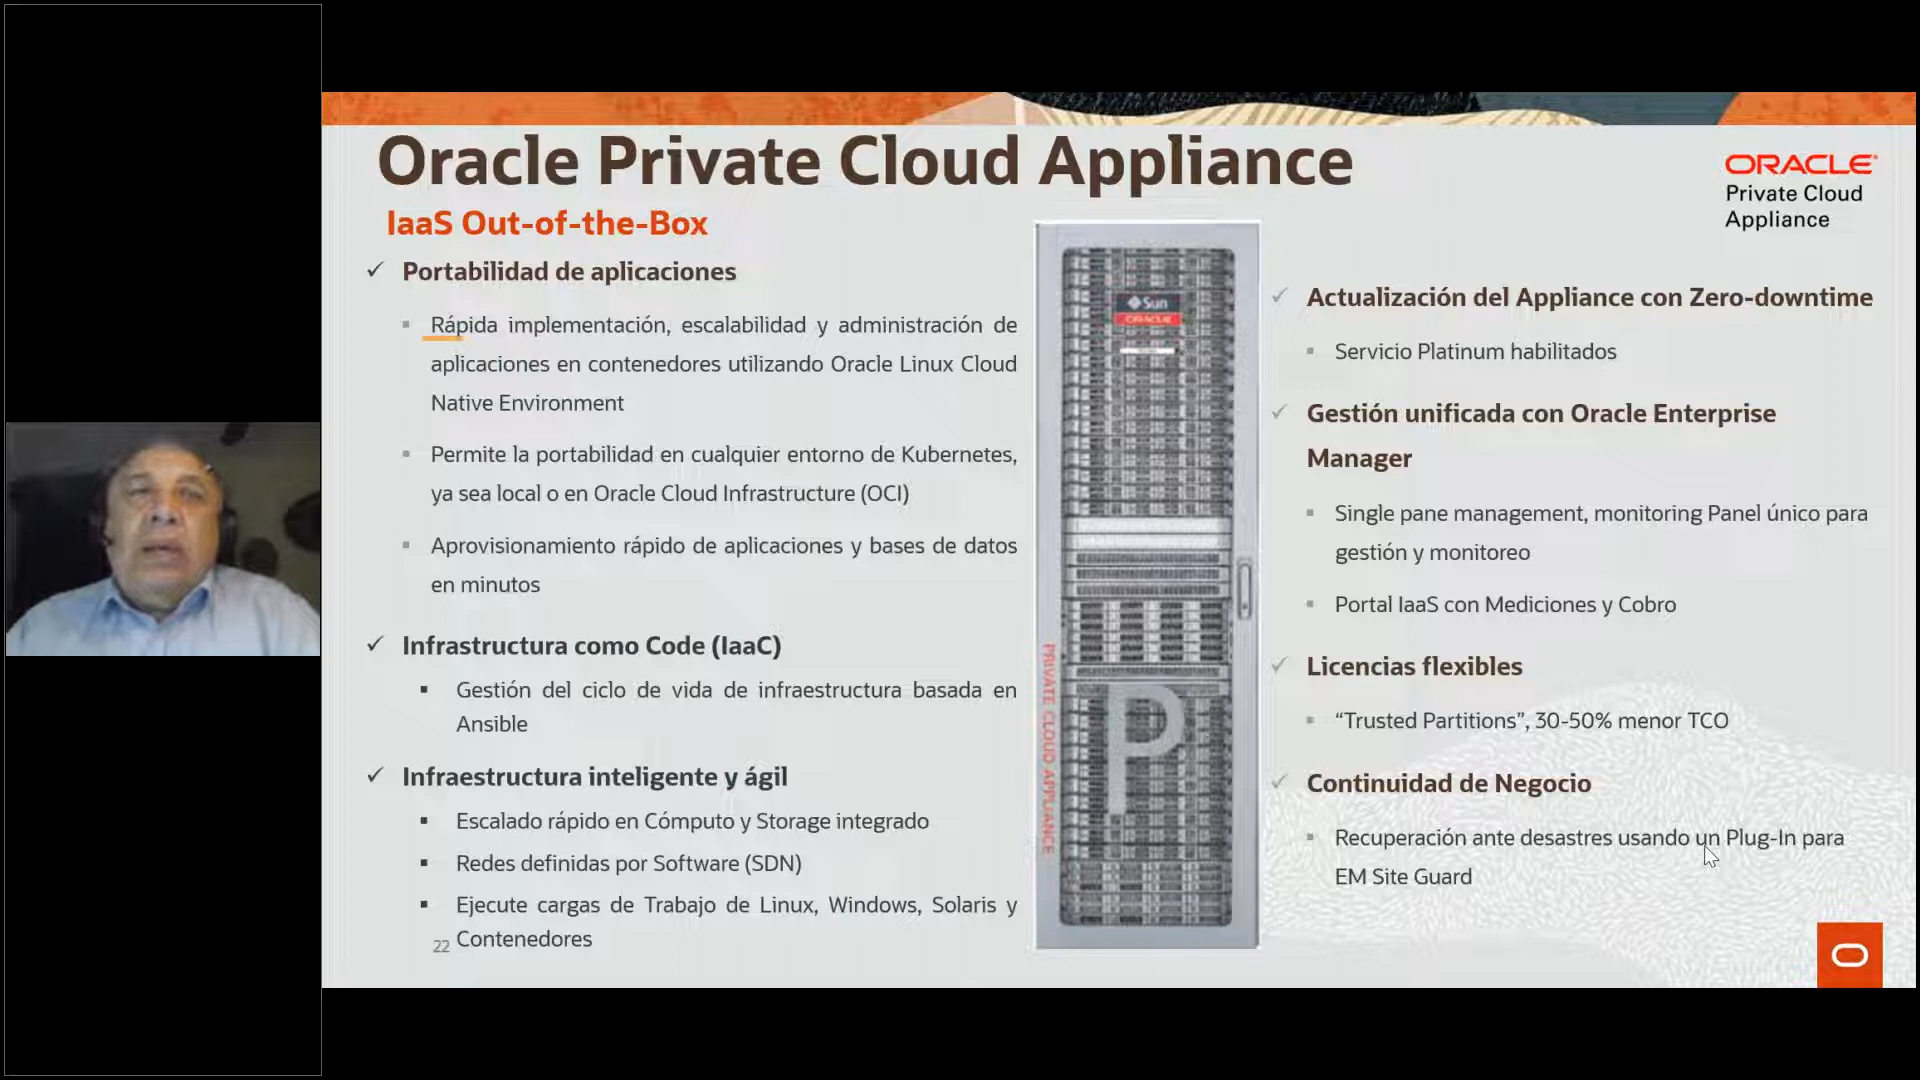 Oracle Private Cloud Appliance
IaaS Out-of-the-Box
ORACLE
Private Cloud
Appliance
Portabilidad de aplicaciones
Rápida implementación, escalabilidad y administración de
aplicaciones en contenedores utilizando Oracle Linux Cloud
Native Environment
Permite la portabilidad en cualquier entorno de Kubernetes,
ya sea local o en Oracle Cloud Infrastructure (OCI)
Aprovisionamiento rápido de aplicaciones y bases de datos
en minutos
Infrastructura como Code (IaaC)
Gestión del ciclo de vida de infraestructura basada en
Ansible
Infraestructura inteligente y ágil
Escalado rápido en Cómputo y Storage integrado
Redes definidas por Software (SDN)
Ejecute cargas de Trabajo de Linux, Windows, Solaris y
Contenedores
22
Sun
ORACLE
P
PRIVATE CLOUD APPLIANCE
Actualización del Appliance con Zero-downtime
Servicio Platinum habilitados
Gestión unificada con Oracle Enterprise
Manager
Single pane management, monitoring Panel único para
gestión y monitoreo
Portal IaaS con Mediciones y Cobro
Licencias flexibles
“Trusted Partitions”, 30-50% menor TCO
Continuidad de Negocio
Recuperación ante desastres usando un Plug-In para
EM Site Guard